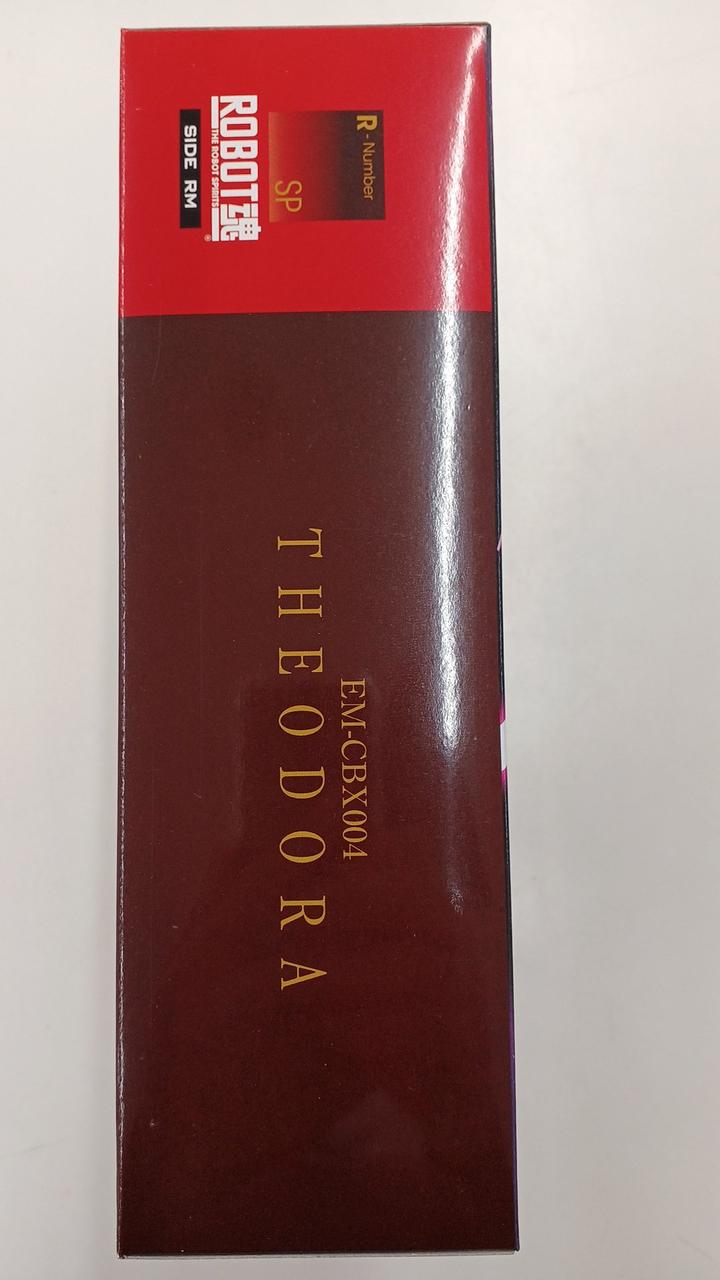 R-Number
SP
ROBOT魂
THE ROBOT SPIRITS
®
SIDE RM
EM-CBX004
THEODORA